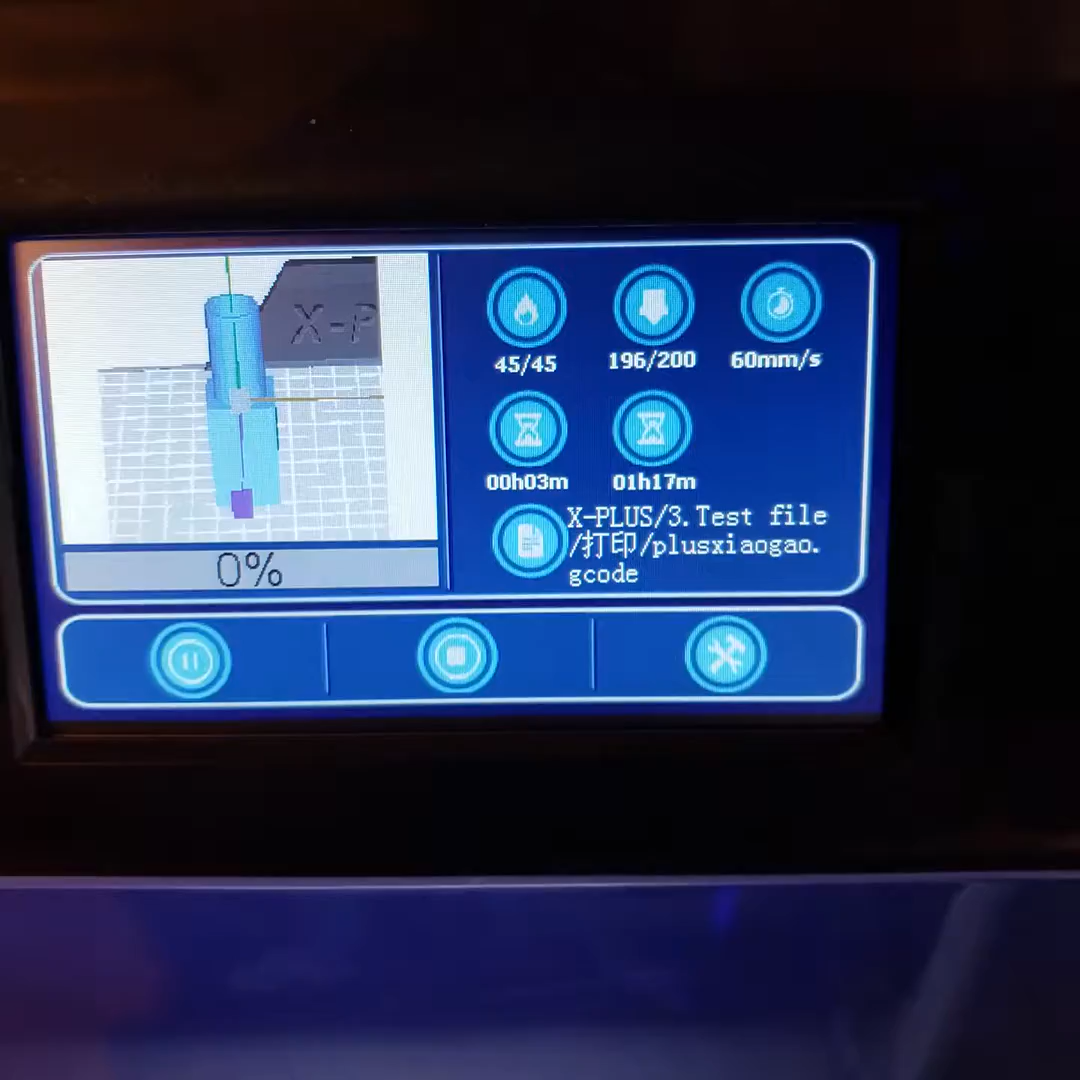 X-P
45/45
196/200
60mm/s
00h03m
01h17m
X-PLUS/3.Test file
/打印/plusxiaogao.
gcode
0%